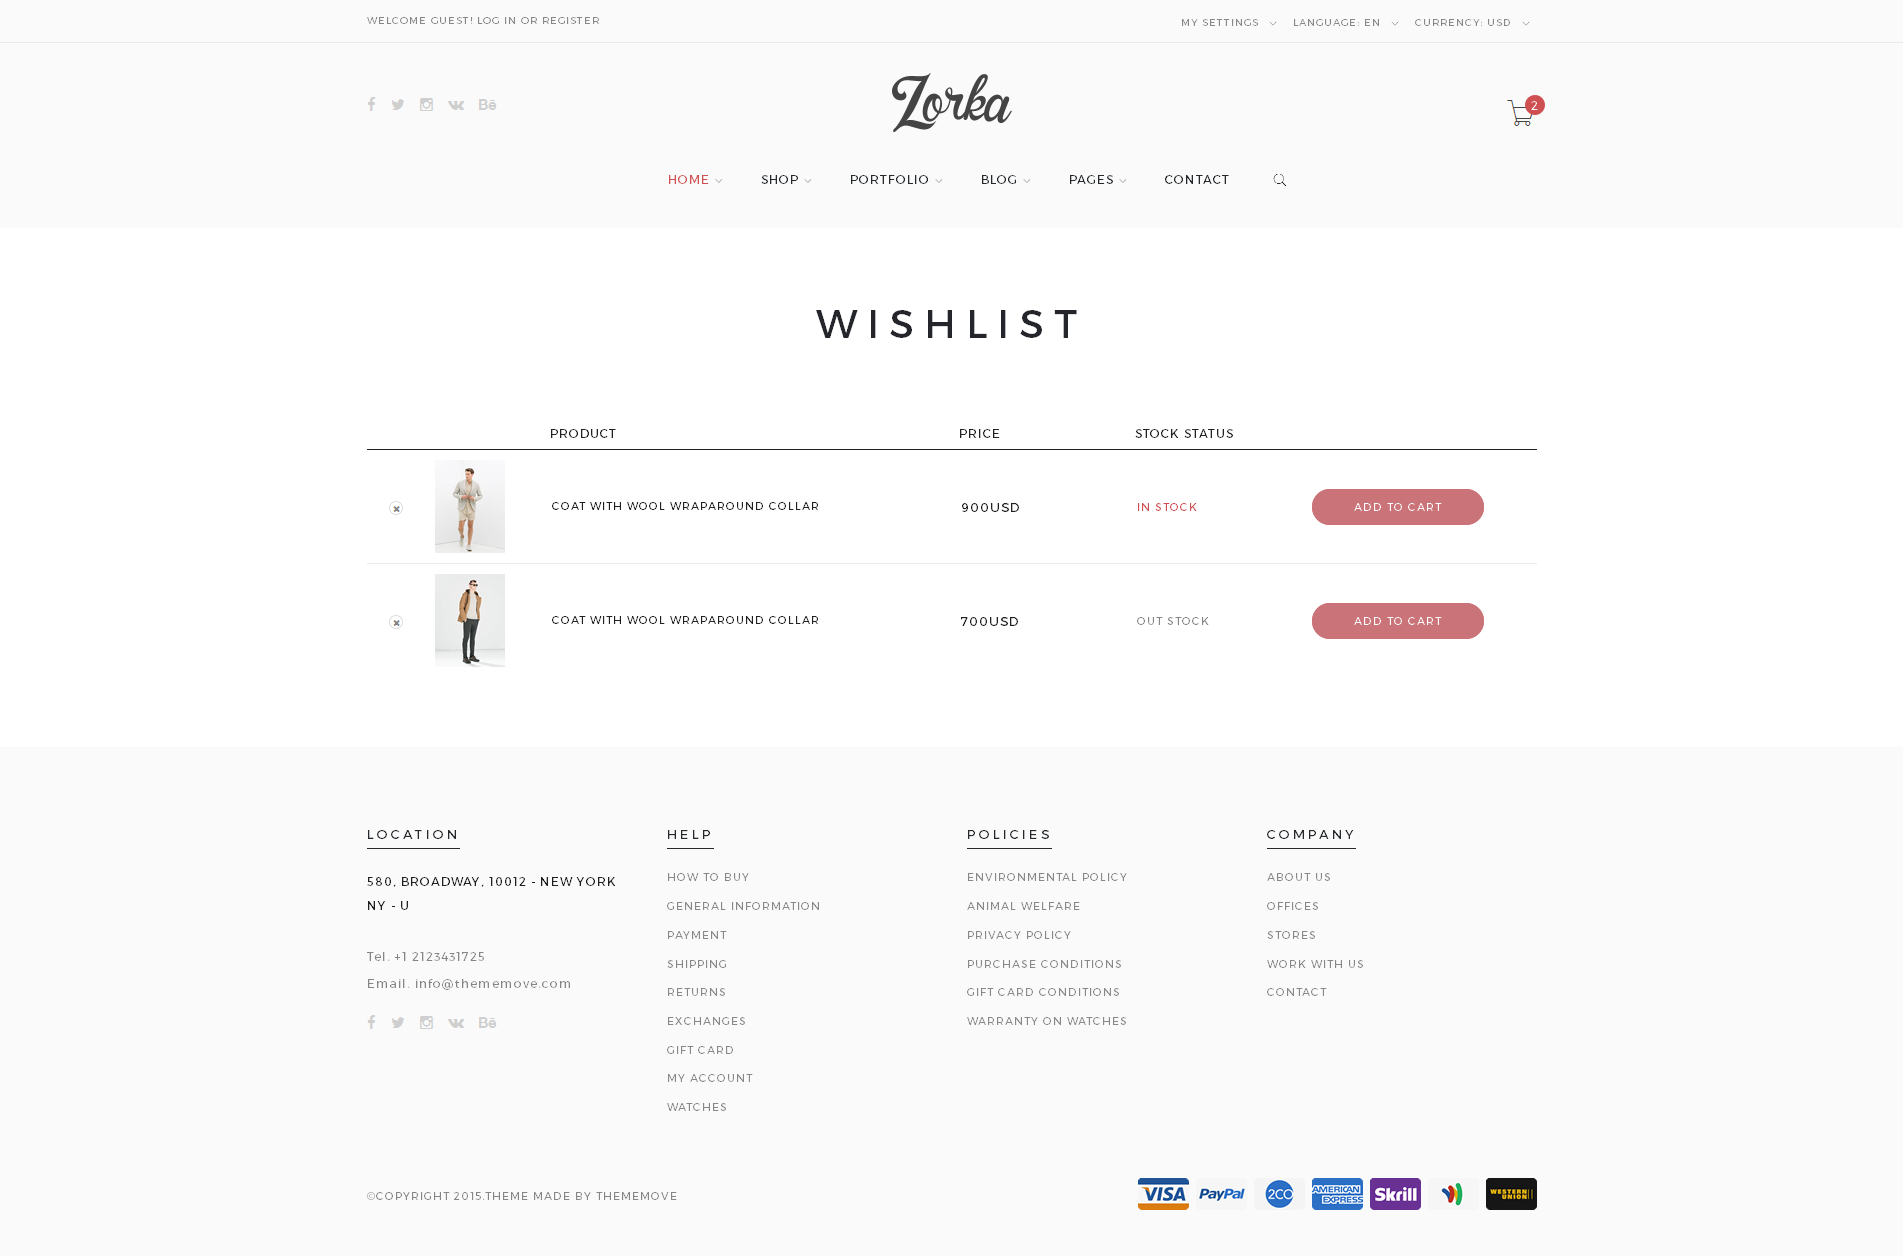 WELCOME GUEST! LOG IN OR REGISTER
MY SETTINGS LANGUAGE: EN CURRENCY: USD
Bē
Zorka
2
HOME SHOP PORTFOLIO BLOG PAGES CONTACT
WISHLIST
PRODUCT PRICE STOCK STATUS
COAT WITH WOOL WRAPAROUND COLLAR 900USD IN STOCK ADD TO CART
COAT WITH WOOL WRAPAROUND COLLAR 700USD OUT STOCK ADD TO CART
LOCATION
580, BROADWAY, 10012 - NEW YORK
NY - U
Tel. +1 2123431725
Email. info@thememove.com
Bē
HELP
HOW TO BUY
GENERAL INFORMATION
PAYMENT
SHIPPING
RETURNS
EXCHANGES
GIFT CARD
MY ACCOUNT
WATCHES
POLICIES
ENVIRONMENTAL POLICY
ANIMAL WELFARE
PRIVACY POLICY
PURCHASE CONDITIONS
GIFT CARD CONDITIONS
WARRANTY ON WATCHES
COMPANY
ABOUT US
OFFICES
STORES
WORK WITH US
CONTACT
©COPYRIGHT 2015.THEME MADE BY THEMEMOVE
VISA PayPal 2CO AMERICAN EXPRESS Skrill WESTERN UNION